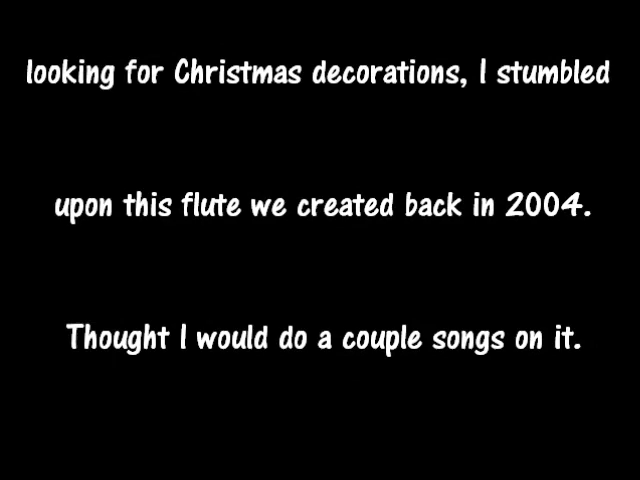 looking for Christmas decorations, I stumbled
upon this flute we created back in 2004.
Thought I would do a couple songs on it.